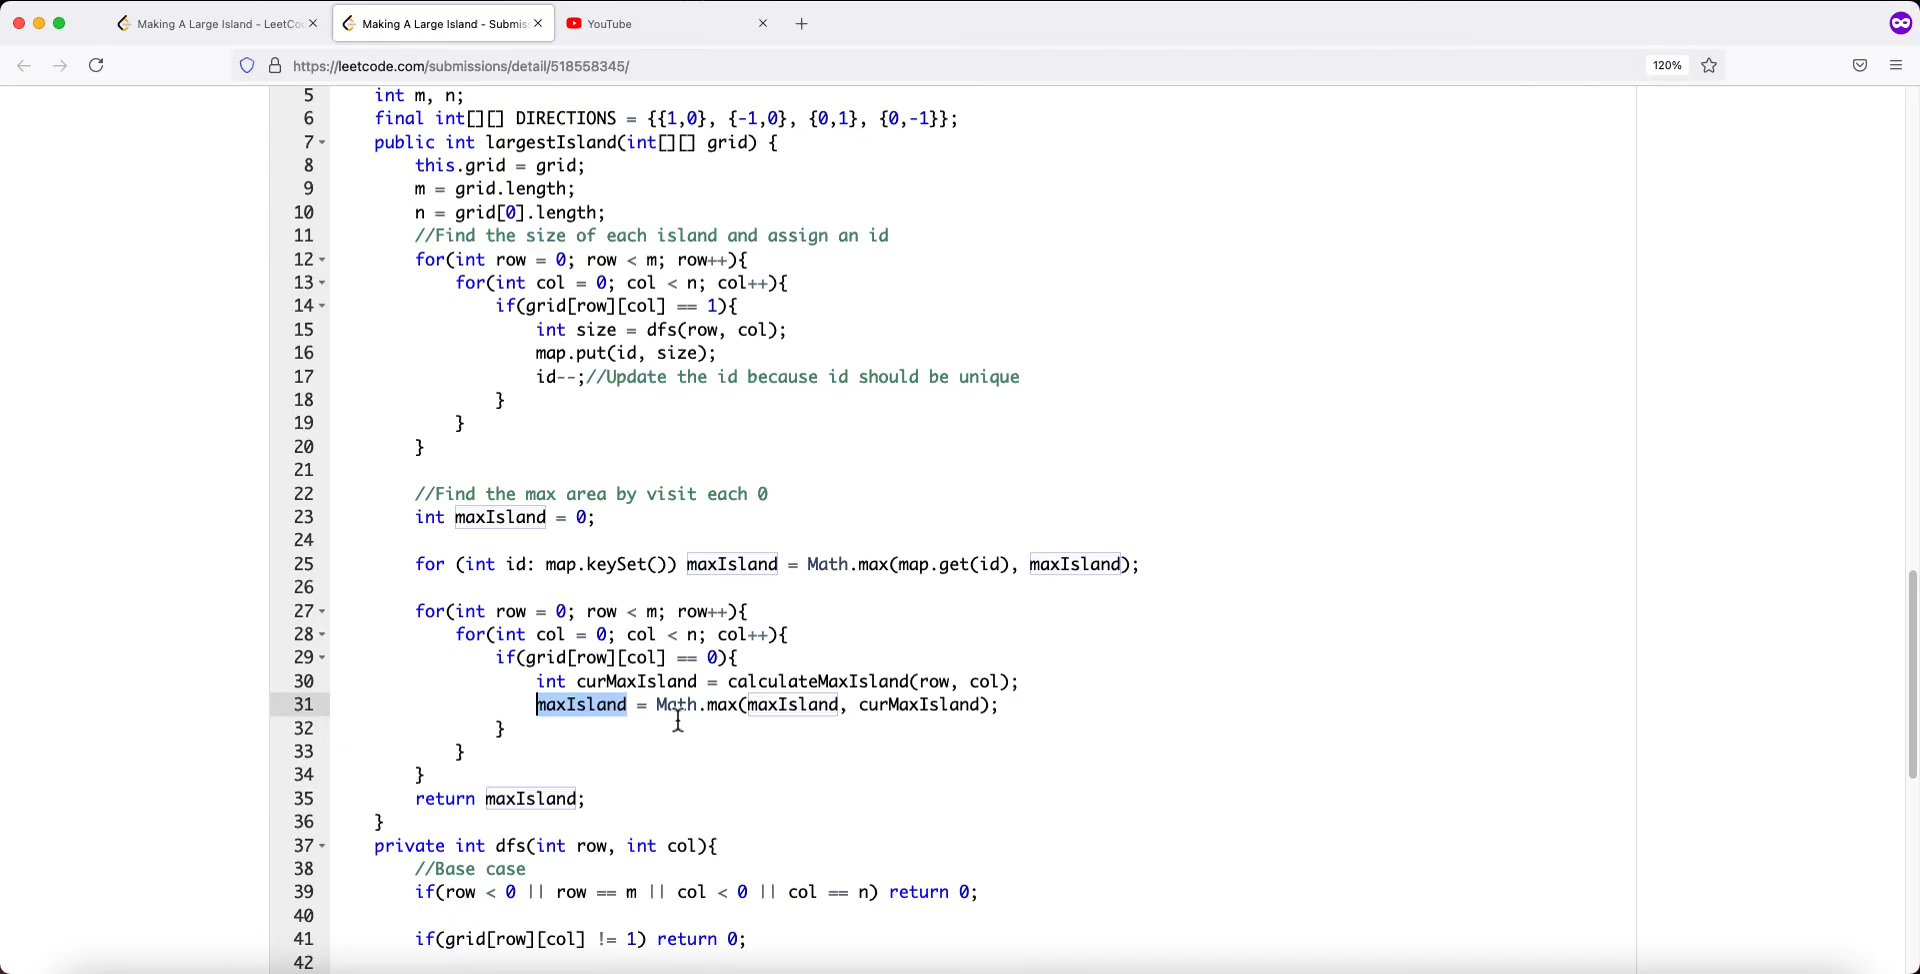 Making A Large Island - LeetCo
Making A Large Island - Submis
YouTube
https://leetcode.com/submissions/detail/518558345/
120%
5 int m, n;
6 final int[][] DIRECTIONS = {{1,0}, {-1,0}, {0,1}, {0,-1}};
7 public int largestIsland(int[][] grid) {
8 this.grid = grid;
9 m = grid.length;
10 n = grid[0].length;
11 //Find the size of each island and assign an id
12 for(int row = 0; row < m; row++){
13 for(int col = 0; col < n; col++){
14 if(grid[row][col] == 1){
15 int size = dfs(row, col);
16 map.put(id, size);
17 id--;//Update the id because id should be unique
18 }
19 }
20 }
21
22 //Find the max area by visit each 0
23 int maxIsland = 0;
24
25 for (int id: map.keySet()) maxIsland = Math.max(map.get(id), maxIsland);
26
27 for(int row = 0; row < m; row++){
28 for(int col = 0; col < n; col++){
29 if(grid[row][col] == 0){
30 int curMaxIsland = calculateMaxIsland(row, col);
31 maxIsland = Math.max(maxIsland, curMaxIsland);
32 }
33 }
34 }
35 return maxIsland;
36 }
37 private int dfs(int row, int col){
38 //Base case
39 if(row < 0 || row == m || col < 0 || col == n) return 0;
40
41 if(grid[row][col] != 1) return 0;
42